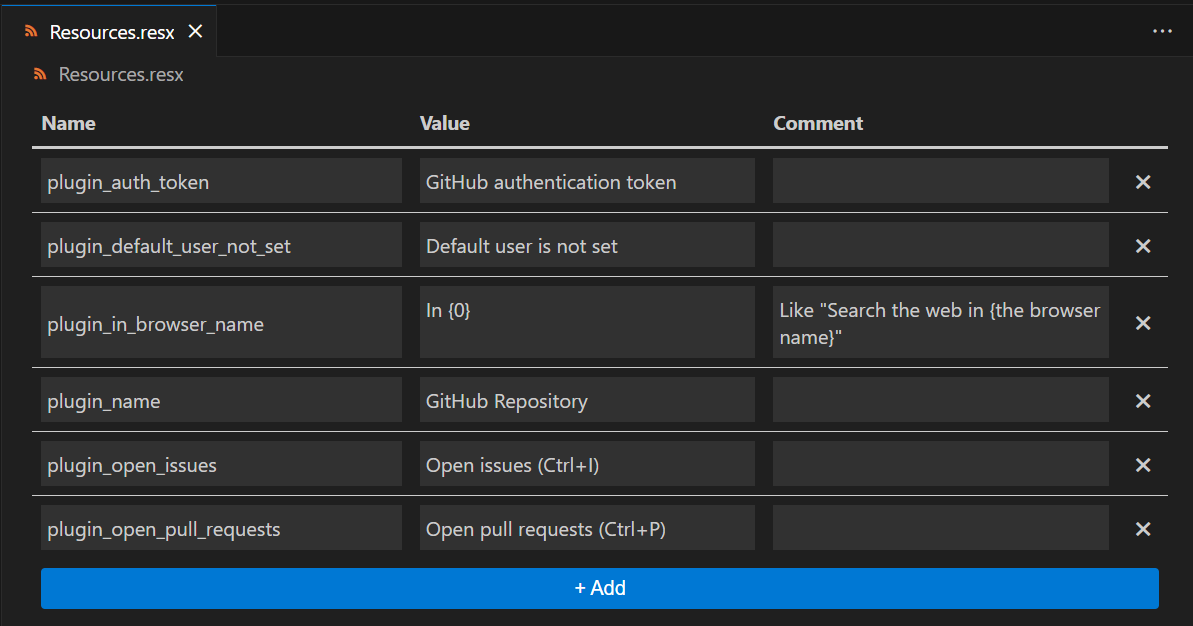 Resources.resx
Resources.resx
Name Value Comment
plugin_auth_token GitHub authentication token
plugin_default_user_not_set Default user is not set
plugin_in_browser_name In {0} Like "Search the web in {the browser
name}"
plugin_name GitHub Repository
plugin_open_issues Open issues (Ctrl+I)
plugin_open_pull_requests Open pull requests (Ctrl+P)
+ Add